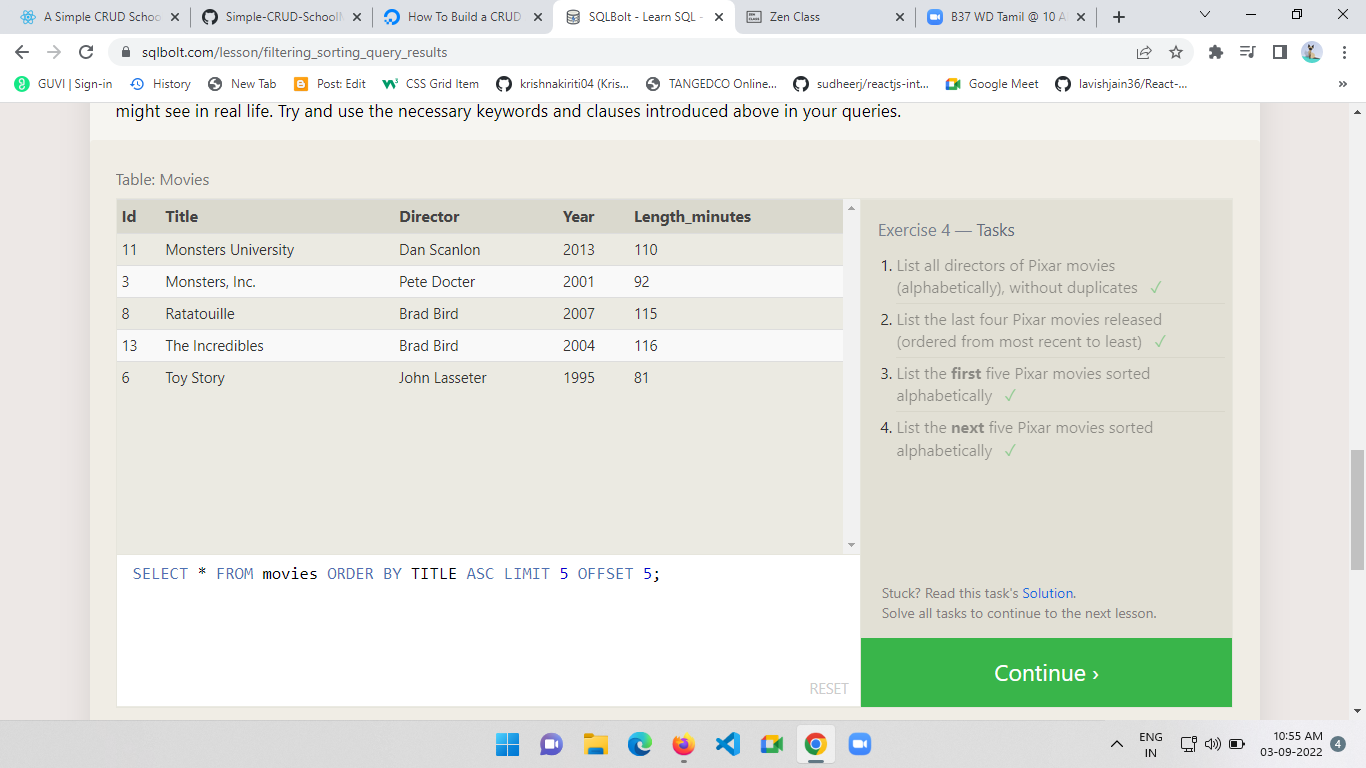 A Simple CRUD Schoo
Simple-CRUD-School
How To Build a CRUD
SQLBolt - Learn SQL -
Zen Class
B37 WD Tamil @ 10 A
sqlbolt.com/lesson/filtering_sorting_query_results
GUVI | Sign-in
History
New Tab
Post: Edit
CSS Grid Item
krishnakiriti04 (Kris...
TANGEDCO Online...
sudheerj/reactjs-int...
Google Meet
lavishjain36/React-...
»
might see in real life. Try and use the necessary keywords and clauses introduced above in your queries.
Table: Movies
Id Title Director Year Length_minutes
11 Monsters University Dan Scanlon 2013 110
3 Monsters, Inc. Pete Docter 2001 92
8 Ratatouille Brad Bird 2007 115
13 The Incredibles Brad Bird 2004 116
6 Toy Story John Lasseter 1995 81
SELECT * FROM movies ORDER BY TITLE ASC LIMIT 5 OFFSET 5;
RESET
Exercise 4 — Tasks
1. List all directors of Pixar movies
(alphabetically), without duplicates ✓
2. List the last four Pixar movies released
(ordered from most recent to least) ✓
3. List the first five Pixar movies sorted
alphabetically ✓
4. List the next five Pixar movies sorted
alphabetically ✓
Stuck? Read this task's Solution.
Solve all tasks to continue to the next lesson.
Continue ›
ENG
IN
10:55 AM
03-09-2022
4